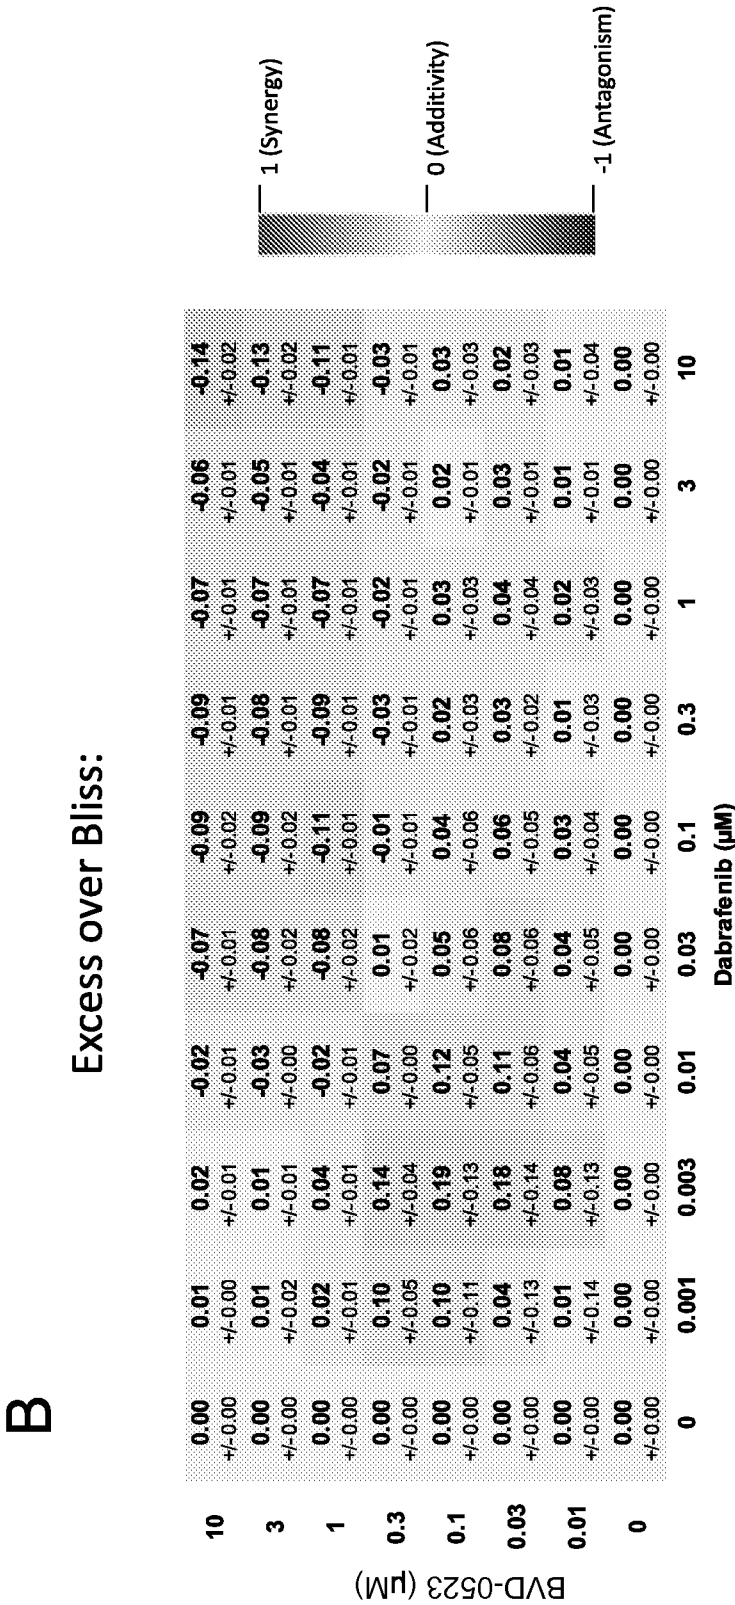 B
Excess over Bliss:
10 0.00 0.01 0.02 -0.02 -0.07 -0.09 -0.09 -0.07 -0.06 -0.14
+/-0.00 +/-0.00 +/-0.01 +/-0.01 +/-0.01 +/-0.02 +/-0.01 +/-0.01 +/-0.01 +/-0.02
3 0.00 0.01 0.01 -0.03 -0.08 -0.09 -0.08 -0.07 -0.05 -0.13
+/-0.00 +/-0.02 +/-0.01 +/-0.00 +/-0.02 +/-0.02 +/-0.01 +/-0.01 +/-0.01 +/-0.02
1 0.00 0.02 0.04 -0.02 -0.08 -0.11 -0.09 -0.07 -0.04 -0.11
+/-0.00 +/-0.01 +/-0.01 +/-0.01 +/-0.02 +/-0.01 +/-0.01 +/-0.01 +/-0.01 +/-0.01
0.3 0.00 0.10 0.14 0.07 0.01 -0.01 -0.03 -0.02 -0.02 -0.03
+/-0.00 +/-0.05 +/-0.04 +/-0.00 +/-0.02 +/-0.01 +/-0.01 +/-0.01 +/-0.01 +/-0.01
0.1 0.00 0.10 0.19 0.12 0.05 0.04 0.02 0.03 0.02 0.03
+/-0.00 +/-0.11 +/-0.13 +/-0.05 +/-0.06 +/-0.06 +/-0.03 +/-0.03 +/-0.01 +/-0.03
0.03 0.00 0.04 0.18 0.11 0.08 0.06 0.03 0.04 0.03 0.02
+/-0.00 +/-0.13 +/-0.14 +/-0.06 +/-0.06 +/-0.05 +/-0.02 +/-0.04 +/-0.01 +/-0.03
0.01 0.00 0.01 0.08 0.04 0.04 0.03 0.01 0.02 0.01 0.01
+/-0.00 +/-0.14 +/-0.13 +/-0.05 +/-0.05 +/-0.04 +/-0.03 +/-0.03 +/-0.01 +/-0.04
0 0.00 0.00 0.00 0.00 0.00 0.00 0.00 0.00 0.00 0.00
+/-0.00 +/-0.00 +/-0.00 +/-0.00 +/-0.00 +/-0.00 +/-0.00 +/-0.00 +/-0.00 +/-0.00
0 0.001 0.003 0.01 0.03 0.1 0.3 1 3 10
BVD-0523 (µM)
Dabrafenib (µM)
1 (Synergy)
0 (Additivity)
-1 (Antagonism)